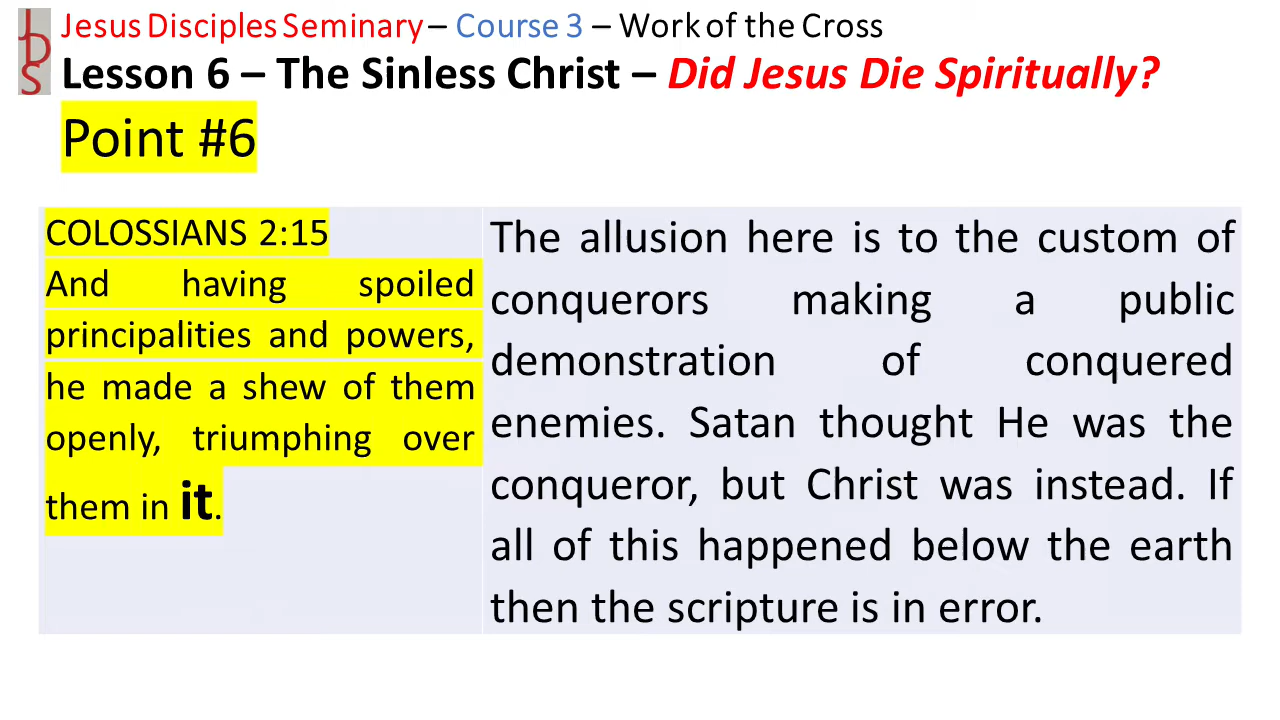 JDS
Jesus Disciples Seminary – Course 3 – Work of the Cross
Lesson 6 – The Sinless Christ – Did Jesus Die Spiritually?
Point #6
COLOSSIANS 2:15
And having spoiled
principalities and powers,
he made a shew of them
openly, triumphing over
them in it.
The allusion here is to the custom of
conquerors making a public
demonstration of conquered
enemies. Satan thought He was the
conqueror, but Christ was instead. If
all of this happened below the earth
then the scripture is in error.